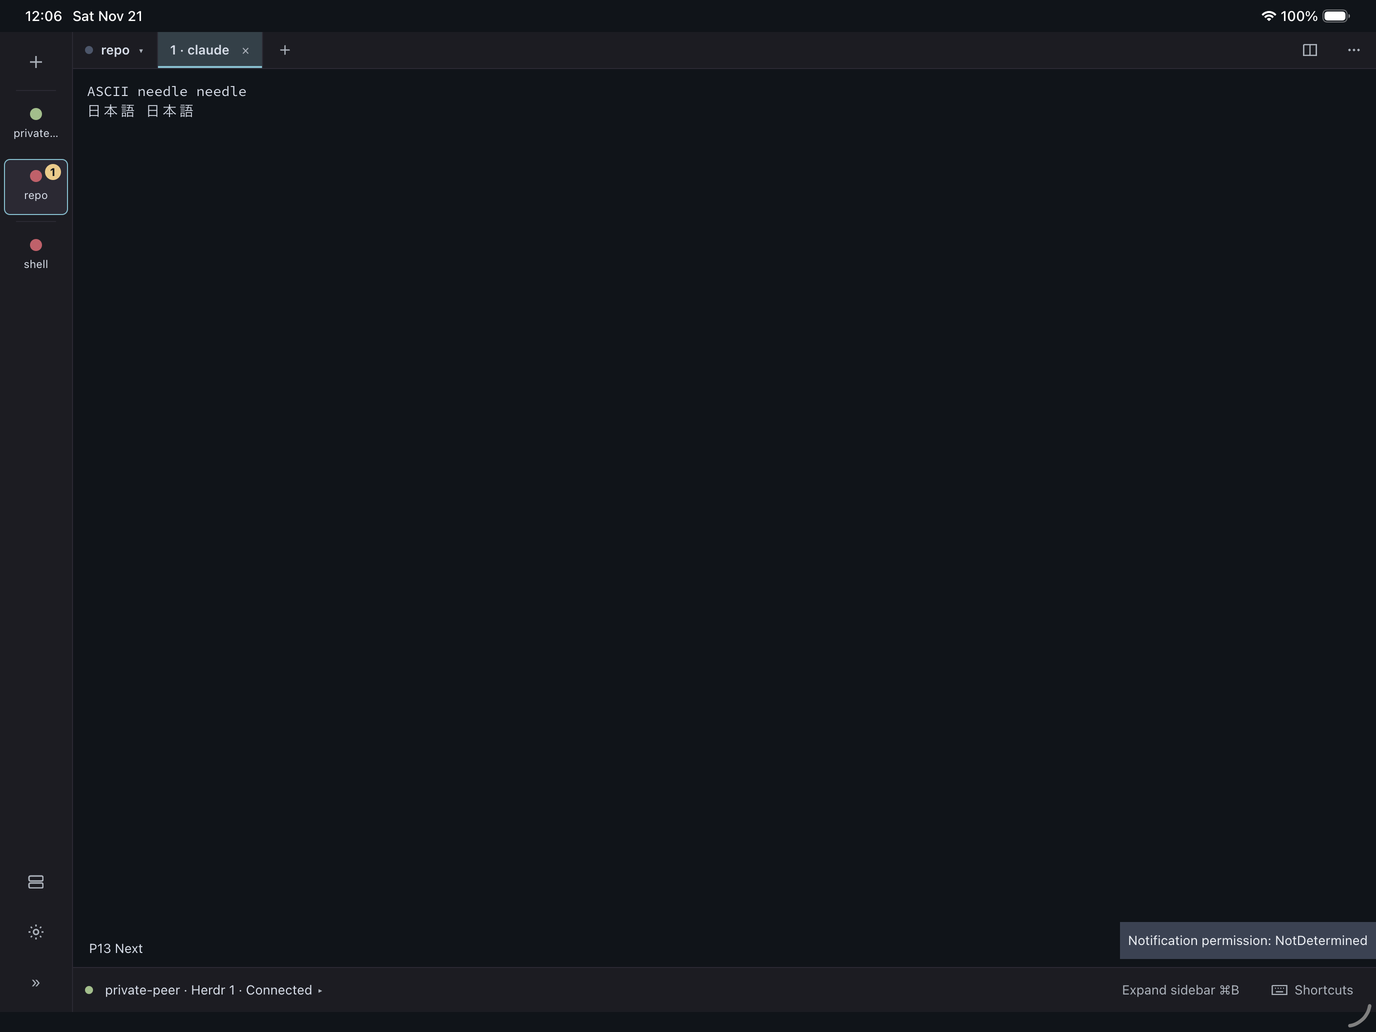 12:06 Sat Nov 21
100%
repo
1 · claude ×
private...
1
repo
shell
ASCII needle needle
日本語 日本語
P13 Next
Notification permission: NotDetermined
private-peer · Herdr 1 · Connected
Expand sidebar ⌘B
Shortcuts